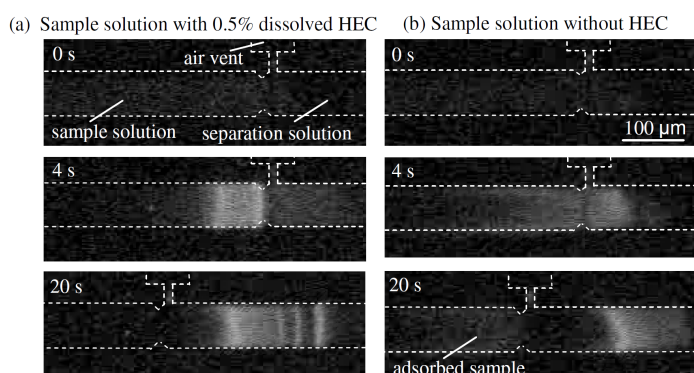 (a) Sample solution with 0.5% dissolved HEC
(b) Sample solution without HEC
0 s
air vent
sample solution
separation solution
0 s
100 μm
4 s
4 s
20 s
20 s
adsorbed sample